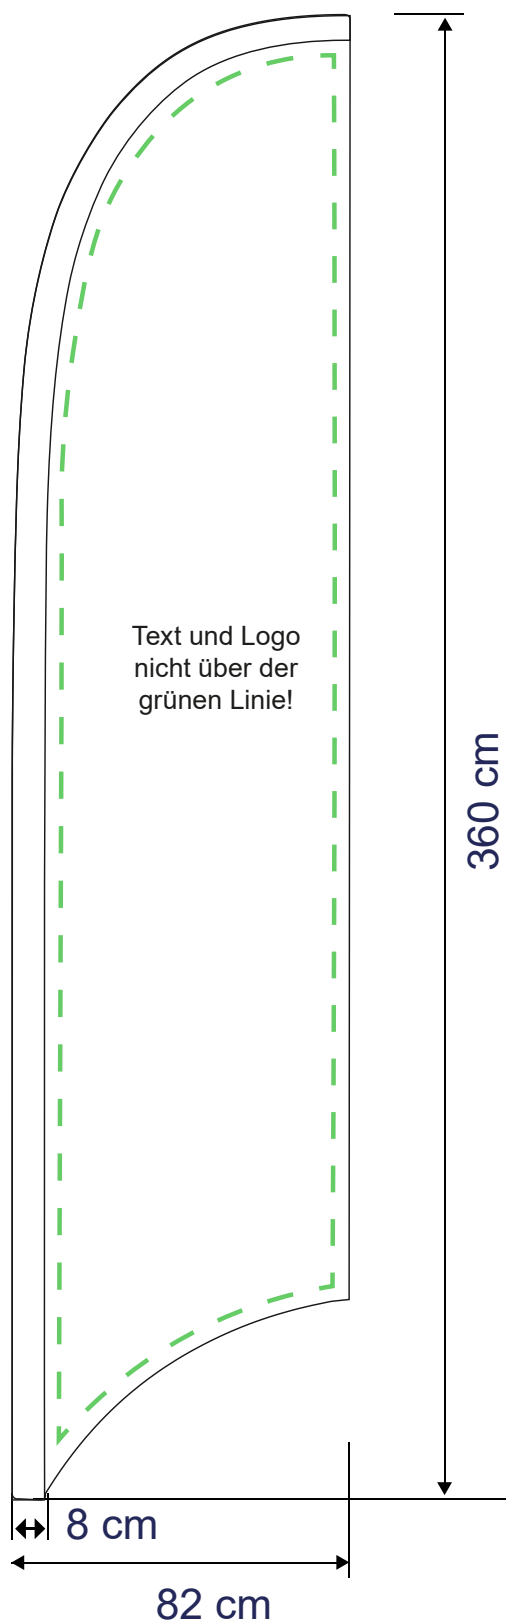 Text und Logo
nicht über der
grünen Linie!
360 cm
8 cm
82 cm